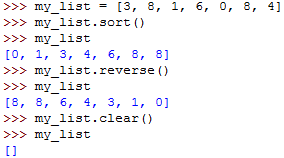 >>> my_list = [3, 8, 1, 6, 0, 8, 4]
>>> my_list.sort()
>>> my_list
[0, 1, 3, 4, 6, 8, 8]
>>> my_list.reverse()
>>> my_list
[8, 8, 6, 4, 3, 1, 0]
>>> my_list.clear()
>>> my_list
[]